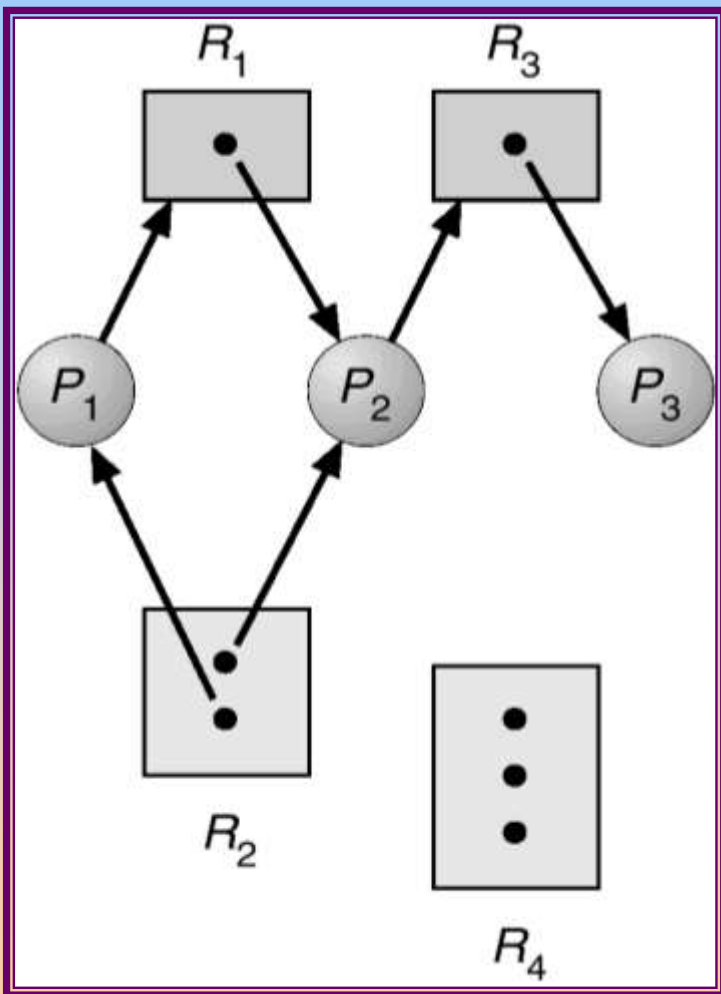 R₁ R₃
P₁ P₂ P₃
R₂
R₄